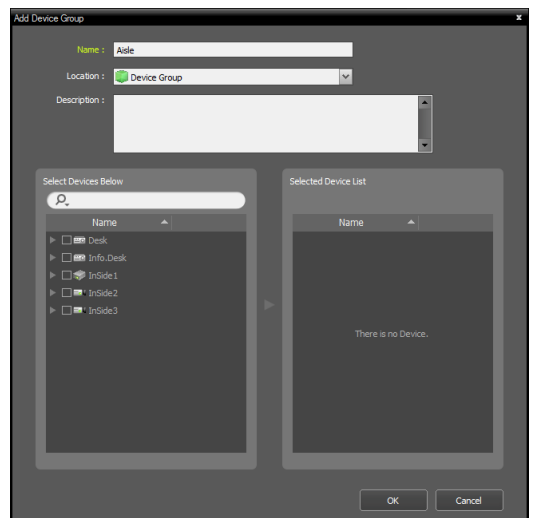 Add Device Group x
Name : Aisle
Location : Device Group
Description :
Select Devices Below
Selected Device List
Name
Desk
Info.Desk
InSide1
InSide2
InSide3
Name
There is no Device.
OK Cancel